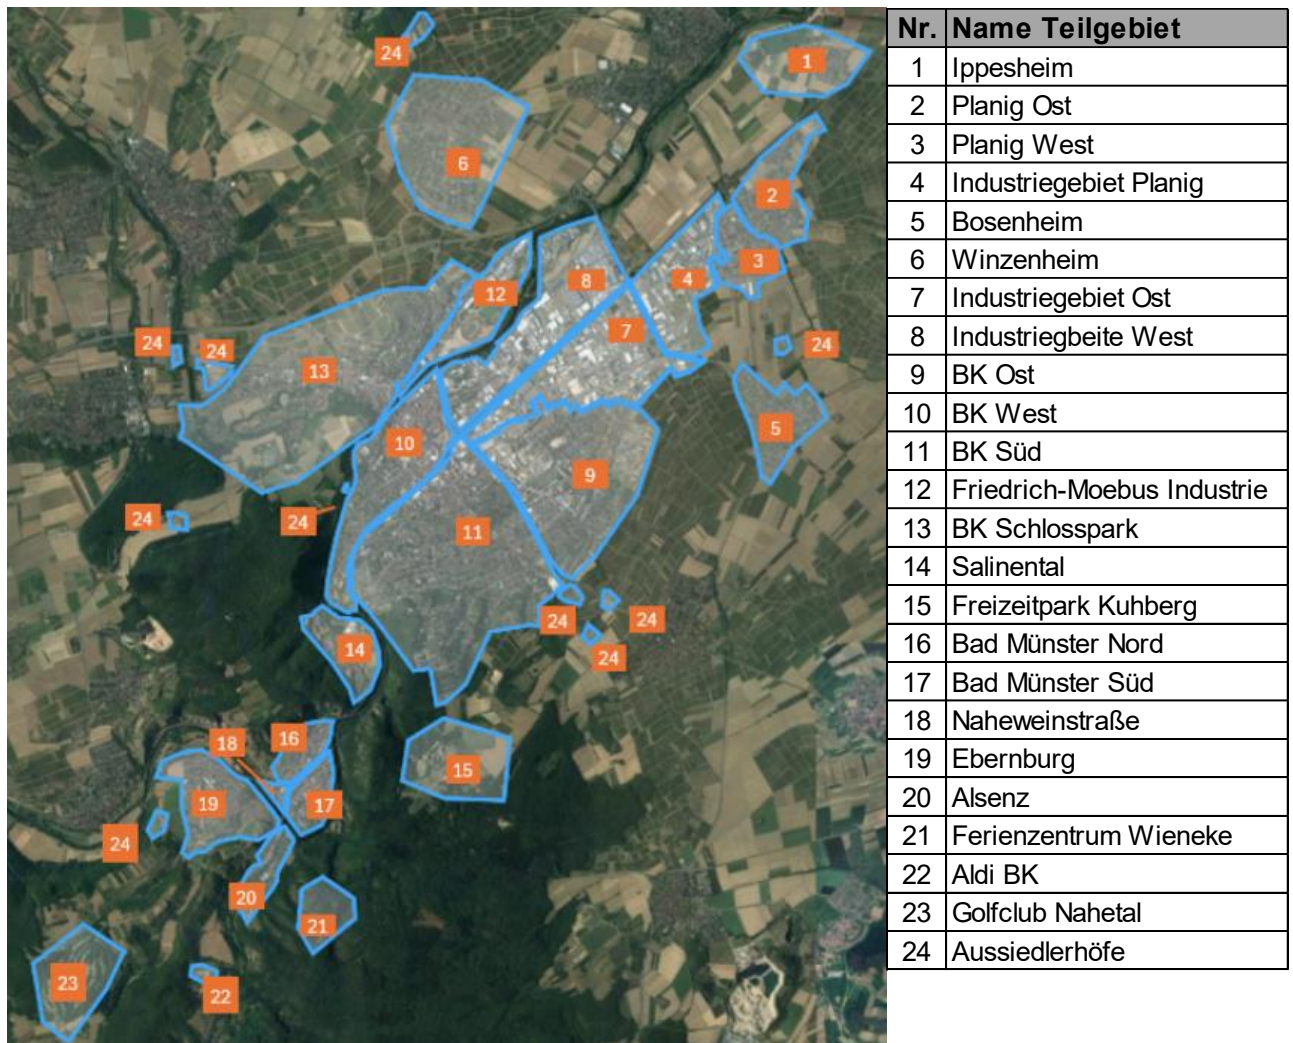 24
1
6
2
3
12
8
4
7
24
24
24
13
5
10
9
24
24
11
24
24
14
24
16
18
15
19
17
24
20
21
23
22
Nr. Name Teilgebiet
1 Ippesheim
2 Planig Ost
3 Planig West
4 Industriegebiet Planig
5 Bosenheim
6 Winzenheim
7 Industriegebiet Ost
8 Industriegbeite West
9 BK Ost
10 BK West
11 BK Süd
12 Friedrich-Moebus Industrie
13 BK Schlosspark
14 Salinental
15 Freizeitpark Kuhberg
16 Bad Münster Nord
17 Bad Münster Süd
18 Naheweinstraße
19 Ebernburg
20 Alsenz
21 Ferienzentrum Wieneke
22 Aldi BK
23 Golfclub Nahetal
24 Aussiedlerhöfe